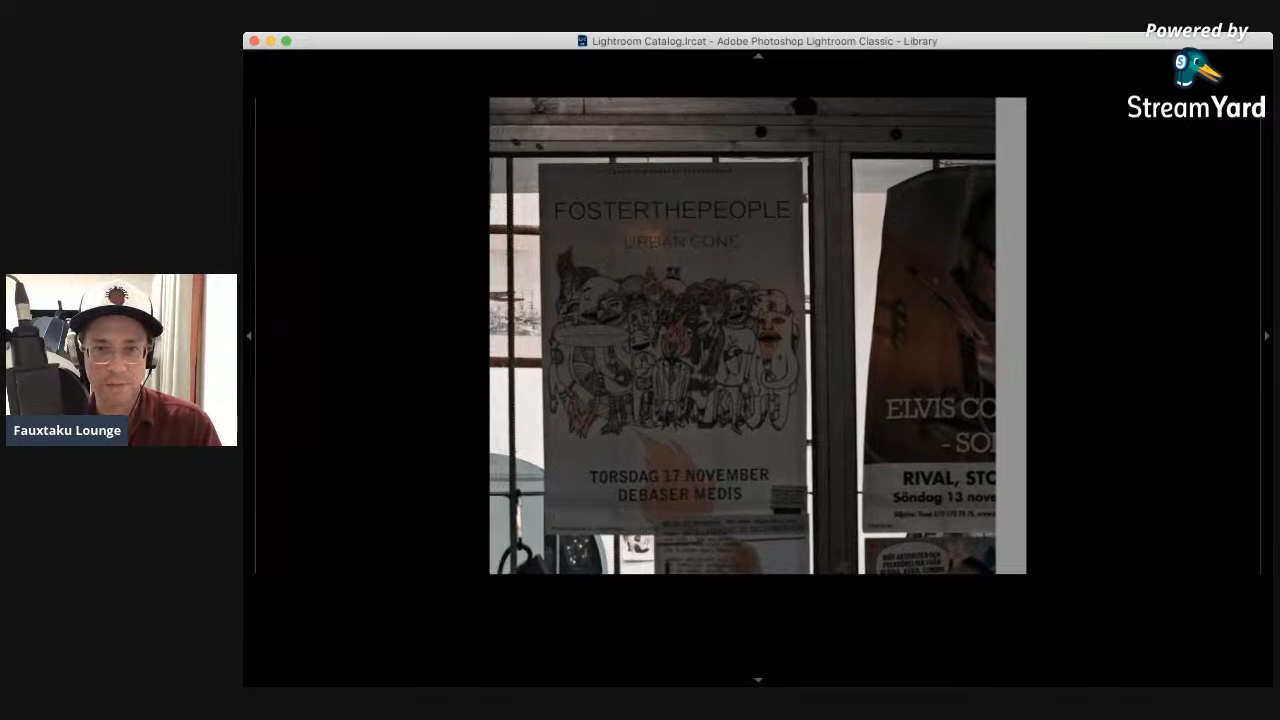 Lightroom Catalog.lrcat - Adobe Photoshop Lightroom Classic - Library
Powered by
StreamYard
FOSTERTHEPEOPLE
URBAN CONE
TORSDAG 17 NOVEMBER
DEBASER MEDIS
ELVIS CO
- SO
RIVAL, STO
Söndag 13 nove
Fauxtaku Lounge